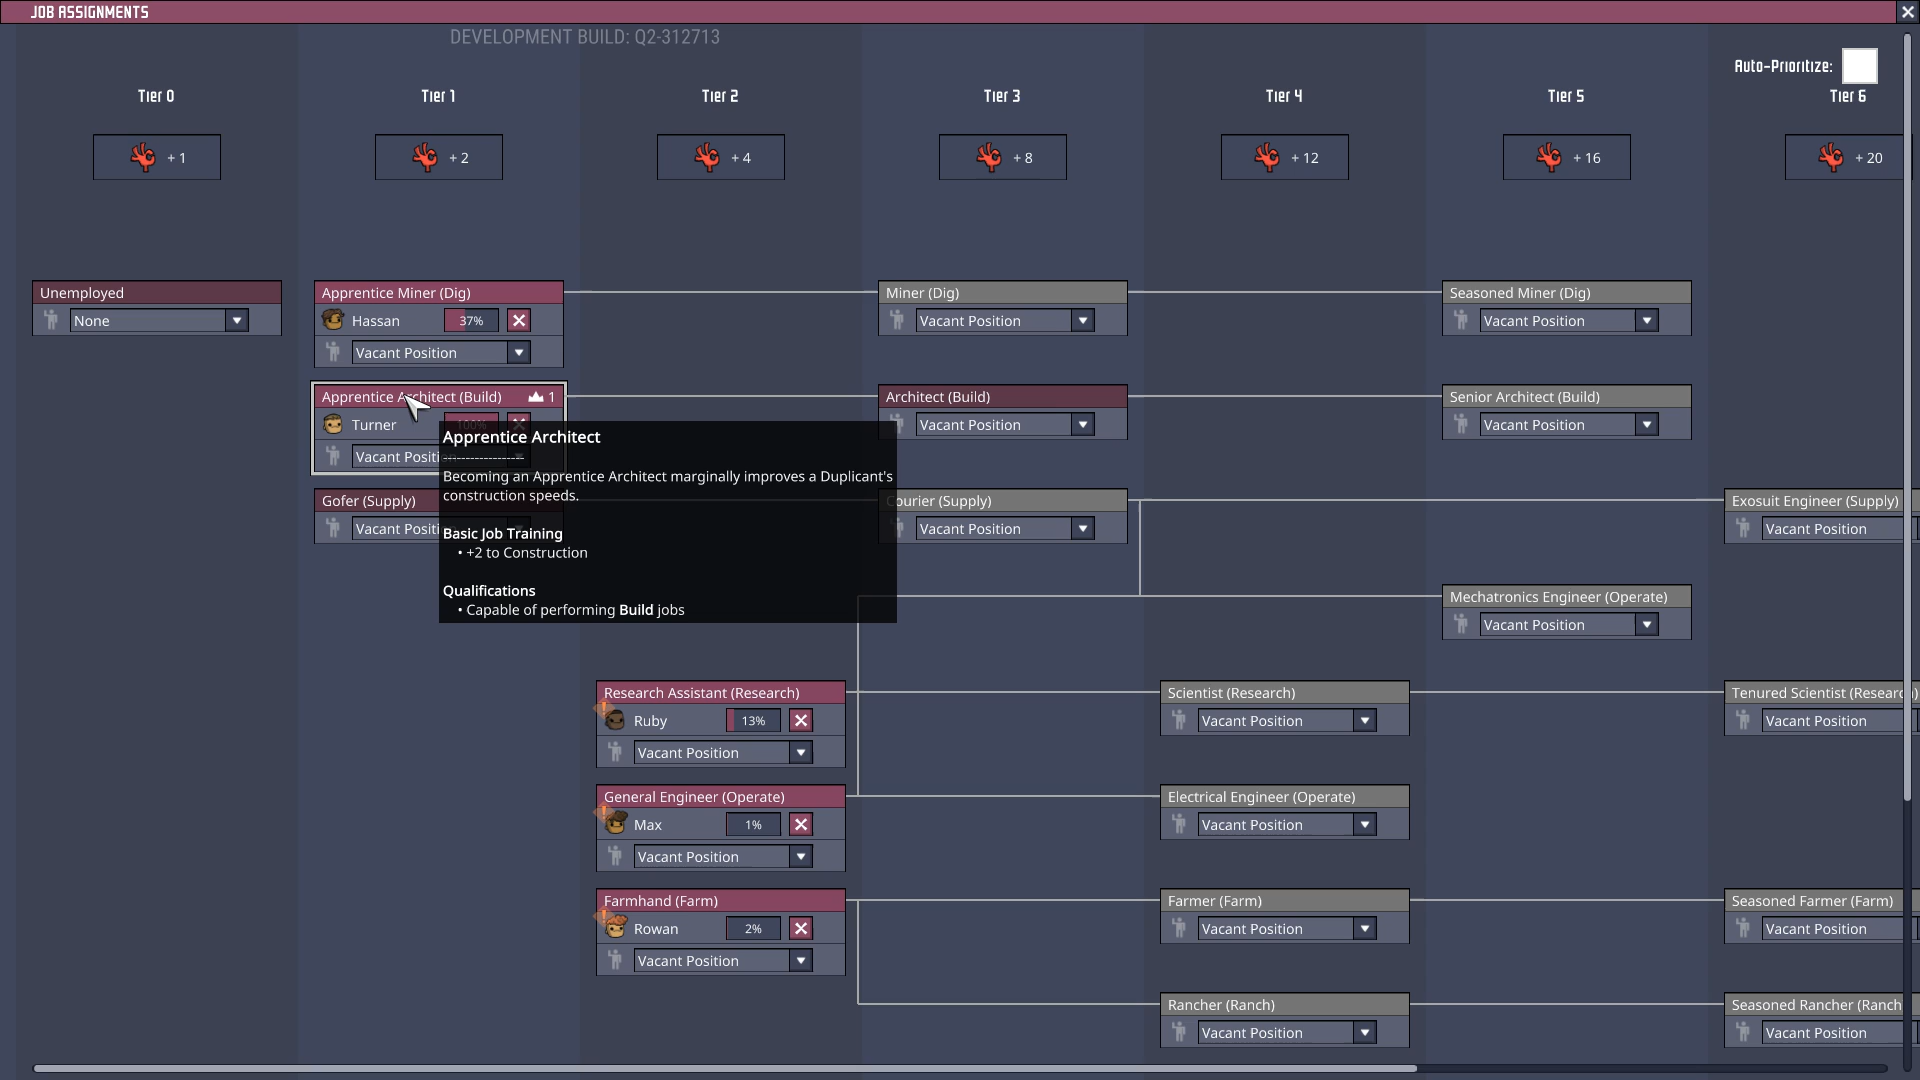 JOB ASSIGNMENTS
DEVELOPMENT BUILD: Q2-312713
Auto-Prioritize:
Tier 0
Tier 1
Tier 2
Tier 3
Tier 4
Tier 5
Tier 6
+ 1
+ 2
+ 4
+ 8
+ 12
+ 16
+ 20
Unemployed
None
Apprentice Miner (Dig)
Hassan 37%
Vacant Position
Miner (Dig)
Vacant Position
Seasoned Miner (Dig)
Vacant Position
Apprentice Architect (Build) 1
Turner 100%
Vacant Positi
Architect (Build)
Vacant Position
Senior Architect (Build)
Vacant Position
Apprentice Architect
--------------
Becoming an Apprentice Architect marginally improves a Duplicant's
construction speeds.
Basic Job Training
• +2 to Construction
Qualifications
• Capable of performing Build jobs
Gofer (Supply)
Vacant Positi
Courier (Supply)
Vacant Position
Exosuit Engineer (Supply)
Vacant Position
Mechatronics Engineer (Operate)
Vacant Position
Research Assistant (Research)
Ruby 13%
Vacant Position
Scientist (Research)
Vacant Position
Tenured Scientist (Research)
Vacant Position
General Engineer (Operate)
Max 1%
Vacant Position
Electrical Engineer (Operate)
Vacant Position
Farmhand (Farm)
Rowan 2%
Vacant Position
Farmer (Farm)
Vacant Position
Seasoned Farmer (Farm)
Vacant Position
Rancher (Ranch)
Vacant Position
Seasoned Rancher (Ranch
Vacant Position